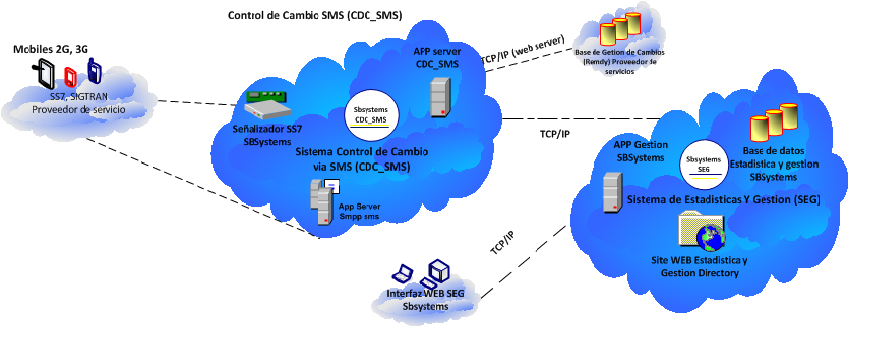 Control de Cambio SMS (CDC_SMS)
Mobiles 2G, 3G
SS7, SIGTRAN
Proveedor de servicio
APP server
CDC_SMS
TCP/IP (web server)
Base de Getion de Cambios
(Remdy) Proveedor de
servicios
Sbsystems
CDC_SMS
Señalizador SS7
SBSystems
Sistema Control de Cambio
via SMS (CDC_SMS)
App Server
Smpp sms
TCP/IP
APP Gestion
SBSystems
Sbsystems
SEG
Base de datos
Estadistica y gestion
SBSystems
Sistema de Estadisticas Y Gestion (SEG)
Site WEB Estadistica y
Gestion Directory
TCP/IP
Interfaz WEB SEG
Sbsystems